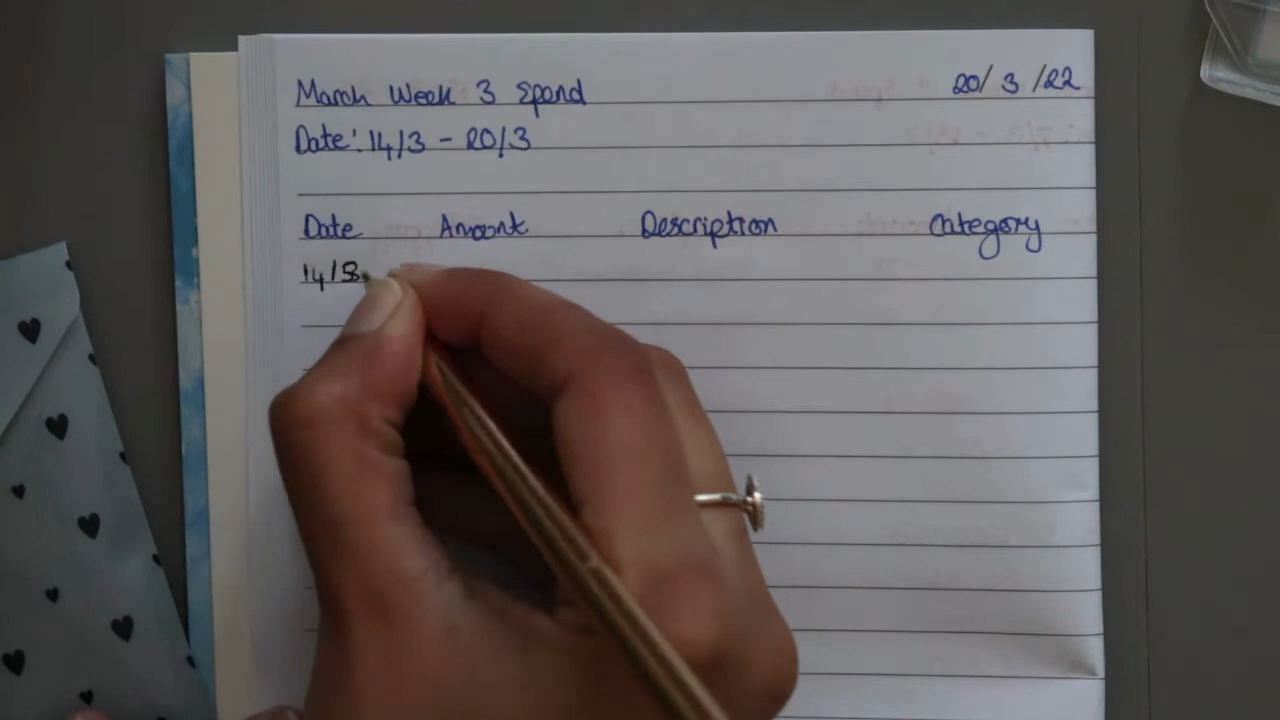 March Week 3 Spend 20/3/22
Date: 14/3 - 20/3
Date Amount Description Category
14/3